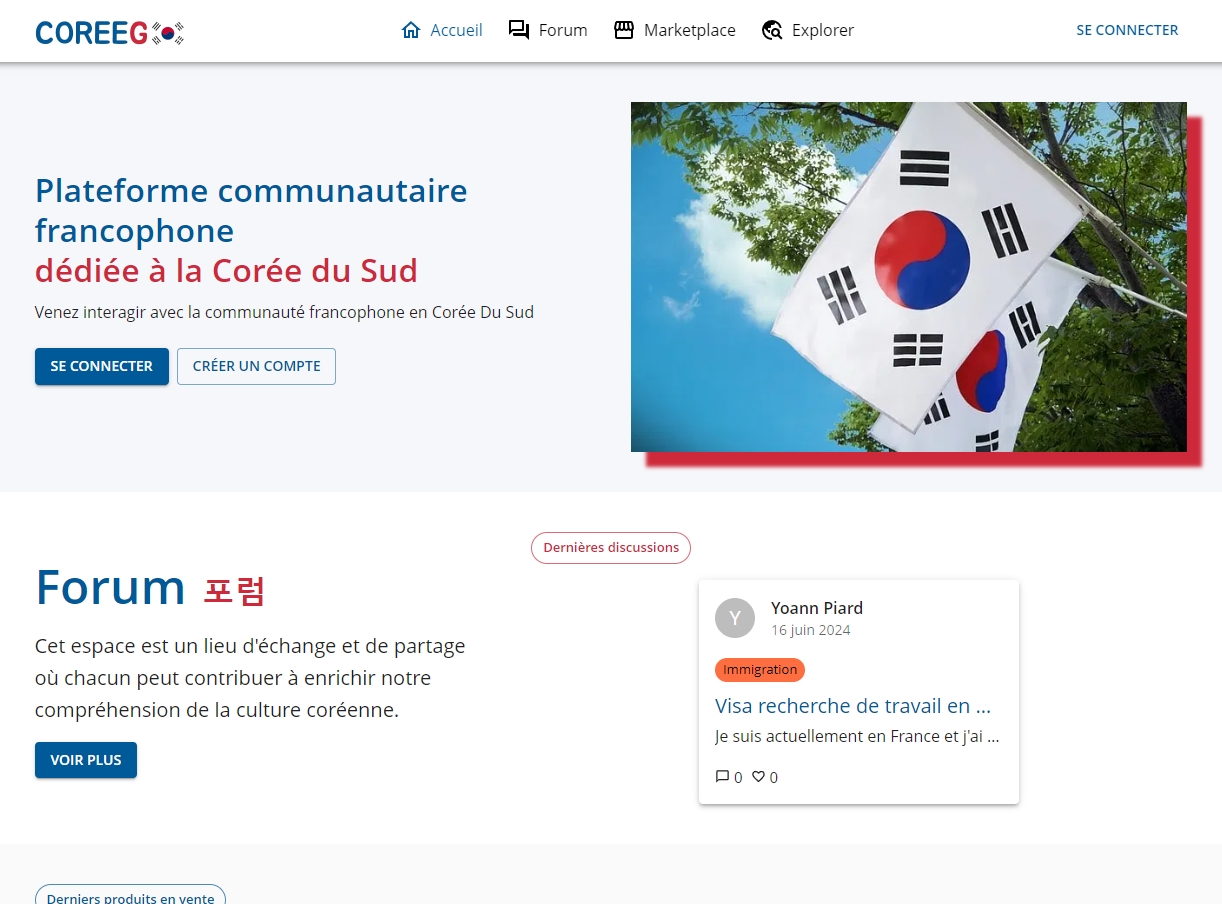 COREEG
Accueil
Forum
Marketplace
Explorer
SE CONNECTER
Plateforme communautaire
francophone
dédiée à la Corée du Sud
Venez interagir avec la communauté francophone en Corée Du Sud
SE CONNECTER
CRÉER UN COMPTE
Dernières discussions
Forum 포럼
Cet espace est un lieu d'échange et de partage
où chacun peut contribuer à enrichir notre
compréhension de la culture coréenne.
VOIR PLUS
Y
Yoann Piard
16 juin 2024
Immigration
Visa recherche de travail en ...
Je suis actuellement en France et j'ai ...
0
0
Derniers produits en vente